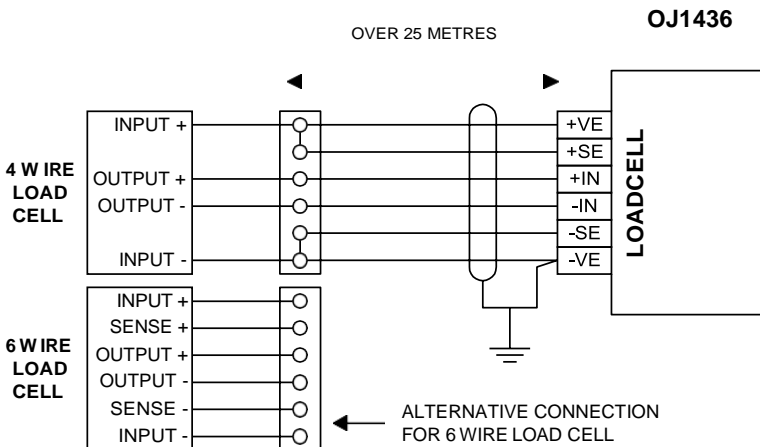 OJ1436
OVER 25 METRES
4 WIRE
LOAD
CELL
INPUT +
OUTPUT +
OUTPUT -
INPUT -
+VE
+SE
+IN
-IN
-SE
-VE
LOADCELL
6 WIRE
LOAD
CELL
INPUT +
SENSE +
OUTPUT +
OUTPUT -
SENSE -
INPUT -
ALTERNATIVE CONNECTION
FOR 6 WIRE LOAD CELL